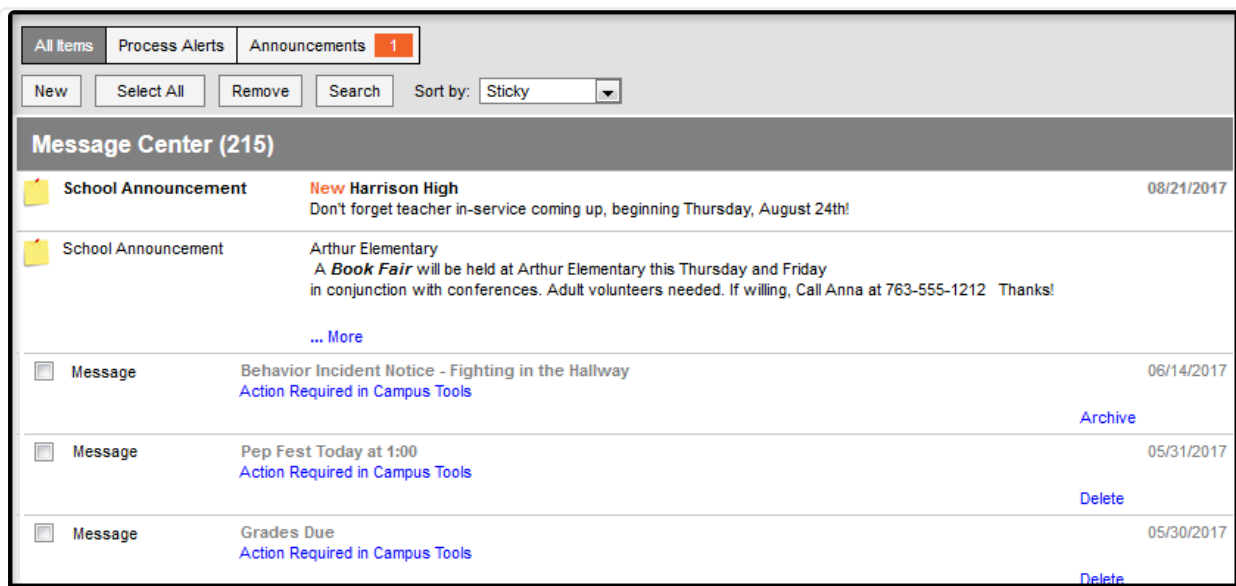 All Items Process Alerts Announcements 1
New Select All Remove Search Sort by: Sticky
Message Center (215)
School Announcement New Harrison High 08/21/2017
Don't forget teacher in-service coming up, beginning Thursday, August 24th!
School Announcement Arthur Elementary
A Book Fair will be held at Arthur Elementary this Thursday and Friday
in conjunction with conferences. Adult volunteers needed. If willing, Call Anna at 763-555-1212 Thanks!
... More
Message Behavior Incident Notice - Fighting in the Hallway 06/14/2017
Action Required in Campus Tools
Archive
Message Pep Fest Today at 1:00 05/31/2017
Action Required in Campus Tools
Delete
Message Grades Due 05/30/2017
Action Required in Campus Tools
Delete